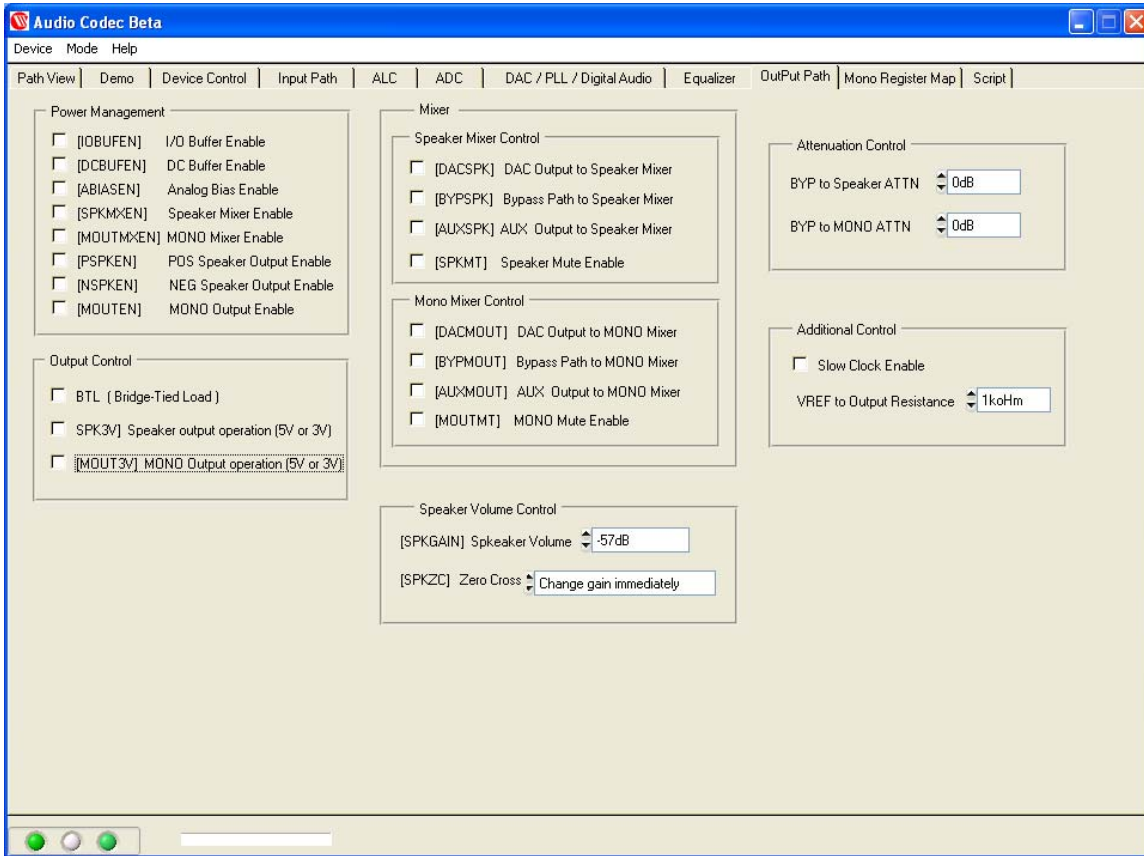 Audio Codec Beta
Device Mode Help
Path View Demo Device Control Input Path ALC ADC DAC / PLL / Digital Audio Equalizer OutPut Path Mono Register Map Script
Power Management
[IOBUFEN] I/O Buffer Enable
[DCBUFEN] DC Buffer Enable
[ABIASEN] Analog Bias Enable
[SPKMXEN] Speaker Mixer Enable
[MOUTMXEN] MONO Mixer Enable
[PSPKEN] POS Speaker Output Enable
[NSPKEN] NEG Speaker Output Enable
[MOUTEN] MONO Output Enable
Output Control
BTL ( Bridge-Tied Load )
SPK3V] Speaker output operation (5V or 3V)
[MOUT3V] MONO Output operation (5V or 3V)
Mixer
Speaker Mixer Control
[DACSPK] DAC Output to Speaker Mixer
[BYPSPK] Bypass Path to Speaker Mixer
[AUXSPK] AUX Output to Speaker Mixer
[SPKMT] Speaker Mute Enable
Mono Mixer Control
[DACMOUT] DAC Output to MONO Mixer
[BYPMOUT] Bypass Path to MONO Mixer
[AUXMOUT] AUX Output to MONO Mixer
[MOUTMT] MONO Mute Enable
Speaker Volume Control
[SPKGAIN] Spkeaker Volume -57dB
[SPKZC] Zero Cross Change gain immediately
Attenuation Control
BYP to Speaker ATTN 0dB
BYP to MONO ATTN 0dB
Additional Control
Slow Clock Enable
VREF to Output Resistance 1koHm